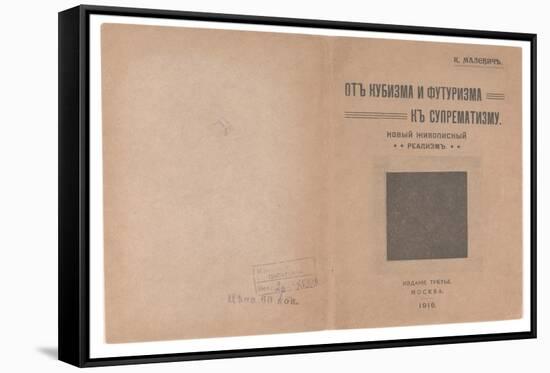 К. МАЛЕВИЧЪ.
ОТЪ КУБИЗМА И ФУТУРИЗМА
КЪ СУПРЕМАТИЗМУ.
НОВЫЙ ЖИВОПИСНЫЙ
РЕАЛИЗМЪ.
ИЗДАНІЕ ТРЕТЬЕ.
МОСКВА.
1916.
Цѣна 60 коп.